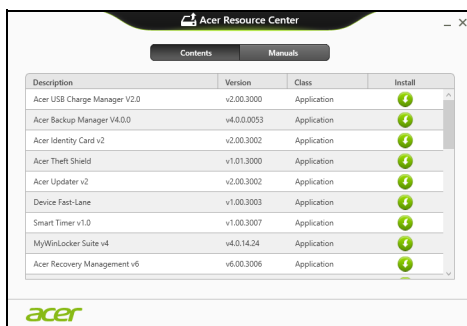 Acer Resource Center
Contents Manuals
Description Version Class Install
Acer USB Charge Manager V2.0 v2.00.3000 Application
Acer Backup Manager V4.0.0 v4.0.0.0053 Application
Acer Identity Card v2 v2.00.3002 Application
Acer Theft Shield v1.01.3000 Application
Acer Updater v2 v2.00.3002 Application
Device Fast-Lane v1.00.3003 Application
Smart Timer v1.0 v1.00.3007 Application
MyWinLocker Suite v4 v4.0.14.24 Application
Acer Recovery Management v6 v6.00.3006 Application
acer